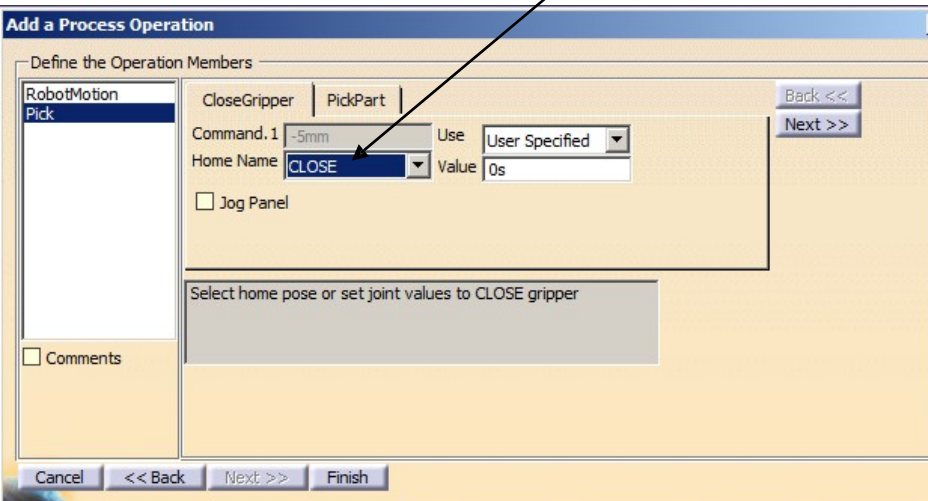 Add a Process Operation
Define the Operation Members
RobotMotion
Pick
CloseGripper PickPart
Back <<
Next >>
Command.1 -5mm Use User Specified
Home Name CLOSE Value 0s
Jog Panel
Select home pose or set joint values to CLOSE gripper
Comments
Cancel << Back Next >> Finish